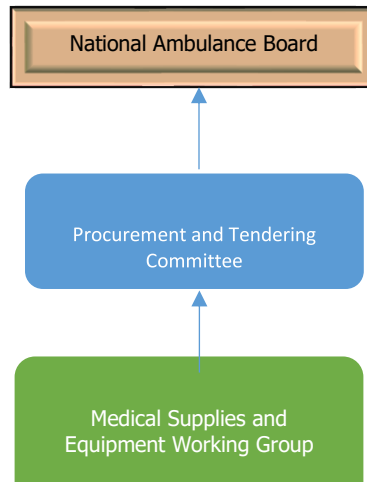 National Ambulance Board
Procurement and Tendering
Committee
Medical Supplies and
Equipment Working Group